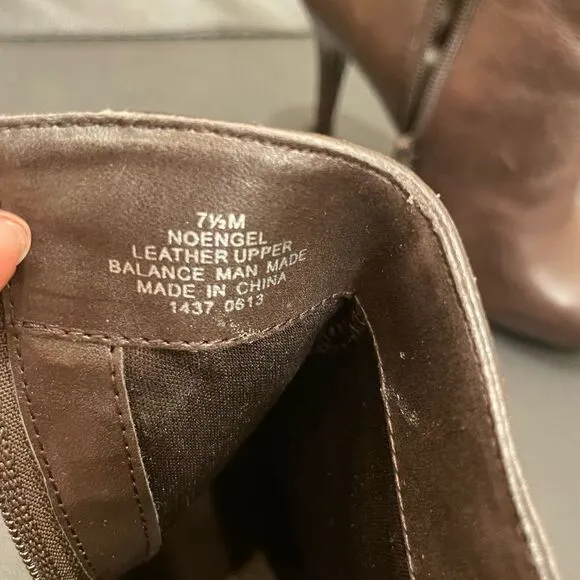 7½M
NOENGEL
LEATHER UPPER
BALANCE MAN MADE
MADE IN CHINA
1437 0613